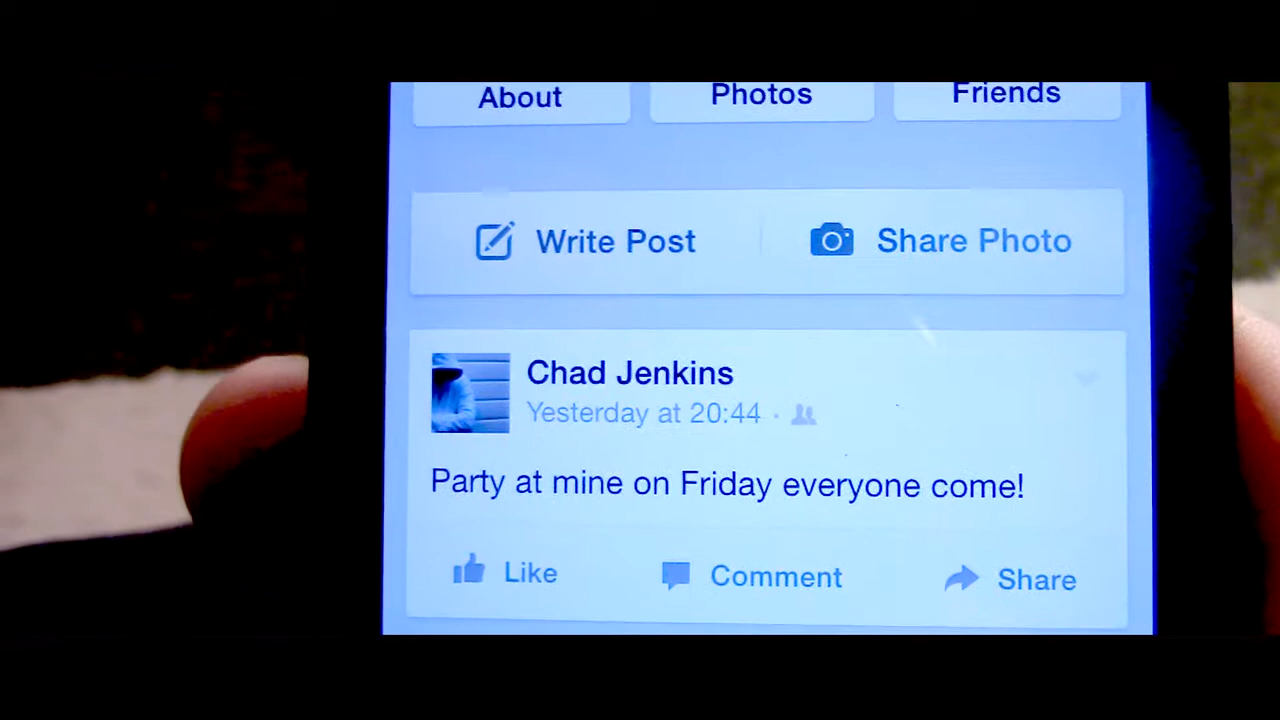 About Photos Friends
Write Post Share Photo
Chad Jenkins
Yesterday at 20:44 ·
Party at mine on Friday everyone come!
Like Comment Share